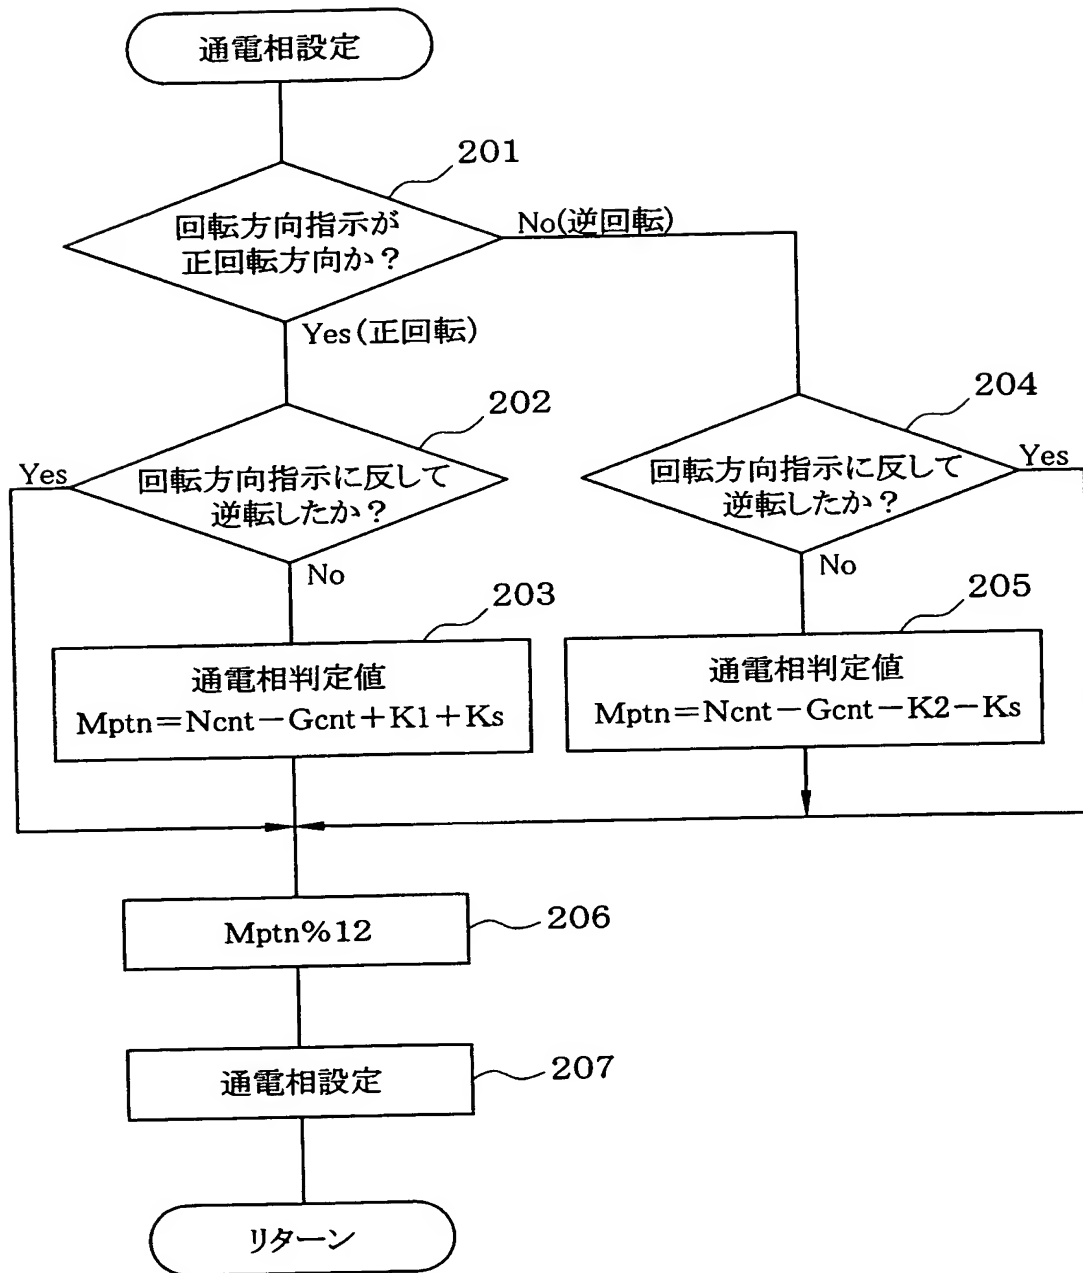 通電相設定
201
回転方向指示が
正回転方向か？
No(逆回転)
Yes(正回転)
202
Yes
回転方向指示に反して
逆転したか？
No
204
回転方向指示に反して
逆転したか？
Yes
No
203
通電相判定値
Mptn＝Ncnt－Gcnt＋K1＋Ks
205
通電相判定値
Mptn＝Ncnt－Gcnt－K2－Ks
Mptn%12
206
通電相設定
207
リターン